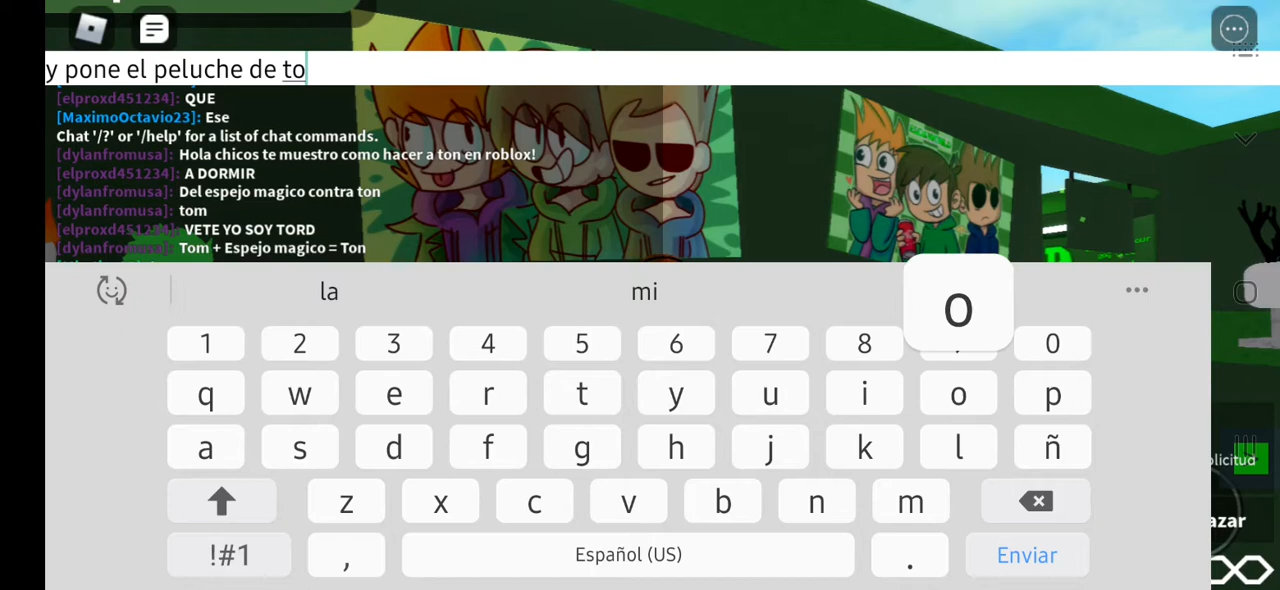 y pone el peluche de to
[elproxd451234]: QUE
[MaximoOctavio23]: Ese
Chat '/?' or '/help' for a list of chat commands.
[dylanfromusa]: Hola chicos te muestro como hacer a ton en roblox!
[elproxd451234]: A DORMIR
[dylanfromusa]: Del espejo magico contra ton
[dylanfromusa]: tom
[elproxd451234]: VETE YO SOY TORD
[dylanfromusa]: Tom + Espejo magico = Ton
la mi o
1 2 3 4 5 6 7 8 0
q w e r t y u i o p
a s d f g h j k l ñ
olicitud
z x c v b n m
azar
!#1 , Español (US) . Enviar